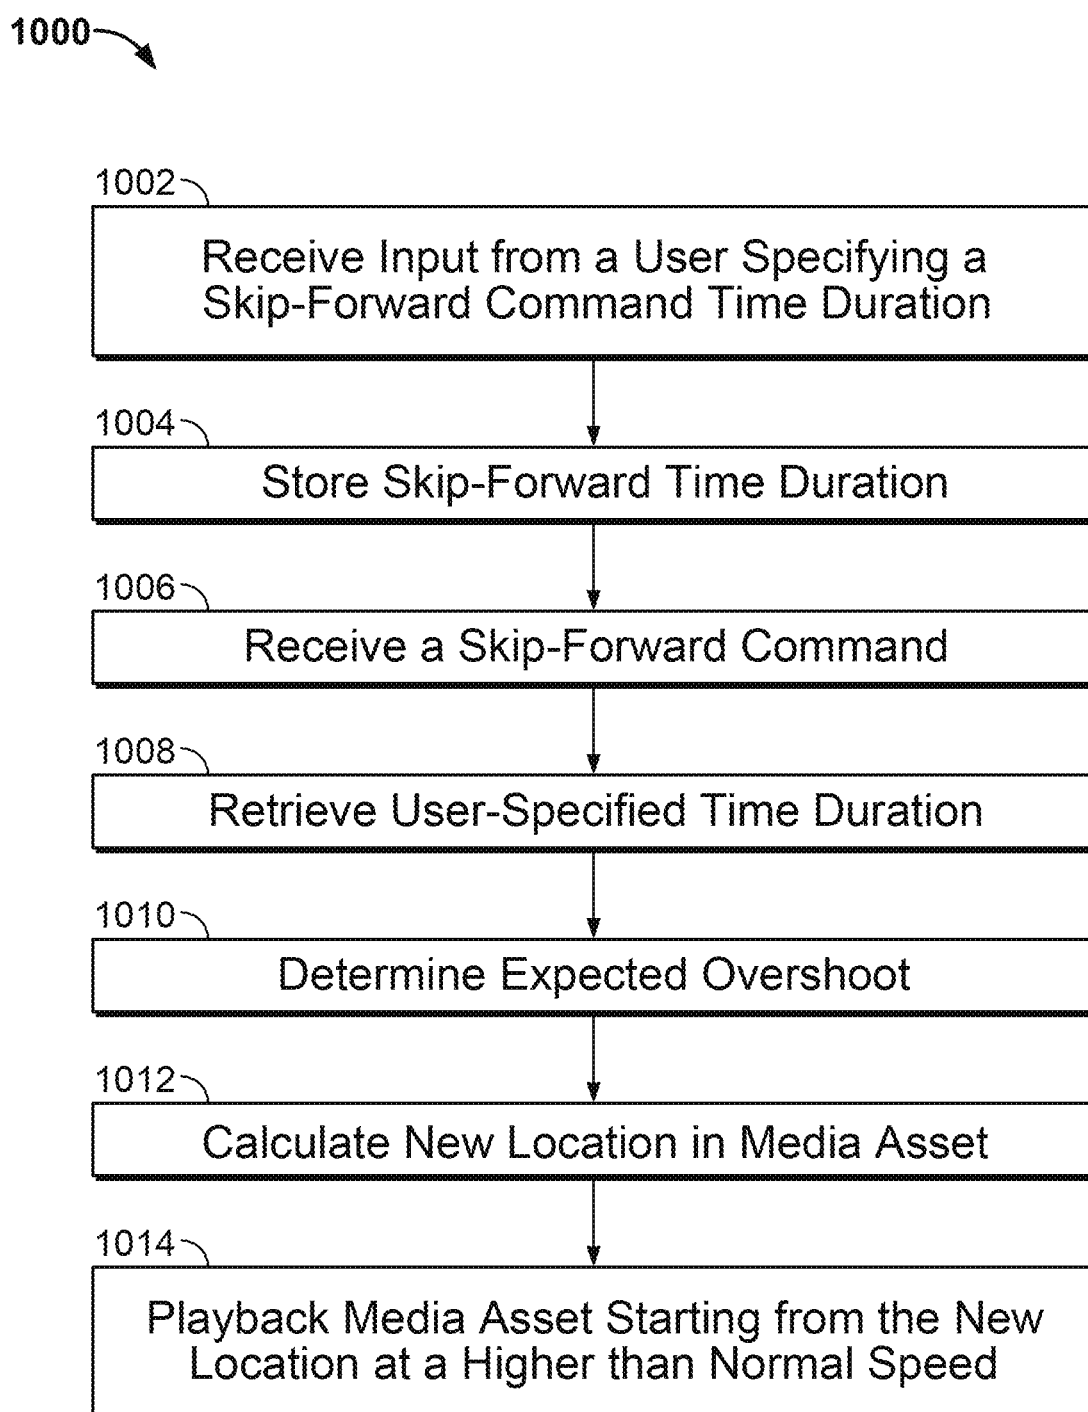 1000
1002
Receive Input from a User Specifying a
Skip-Forward Command Time Duration
1004
Store Skip-Forward Time Duration
1006
Receive a Skip-Forward Command
1008
Retrieve User-Specified Time Duration
1010
Determine Expected Overshoot
1012
Calculate New Location in Media Asset
1014
Playback Media Asset Starting from the New
Location at a Higher than Normal Speed